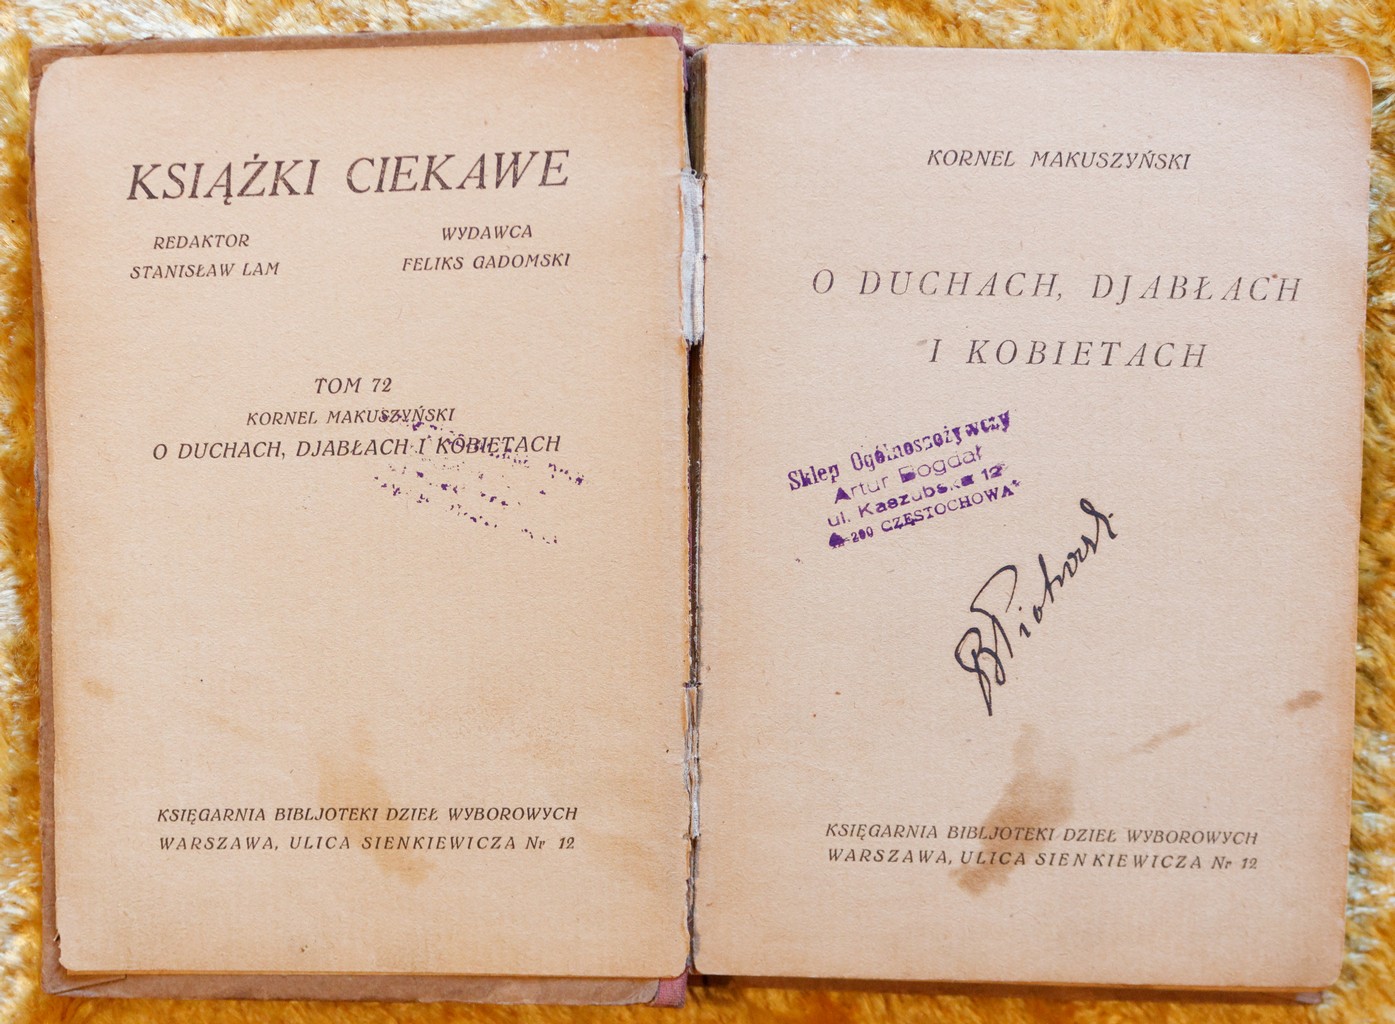 KSIĄŻKI CIEKAWE
REDAKTOR
STANISŁAW LAM
WYDAWCA
FELIKS GADOMSKI
TOM 72
KORNEL MAKUSZYŃSKI
O DUCHACH, DJABŁACH I KOBIETACH
KSIĘGARNIA BIBLJOTEKI DZIEŁ WYBOROWYCH
WARSZAWA, ULICA SIENKIEWICZA Nr 12
KORNEL MAKUSZYŃSKI
O DUCHACH, DJABŁACH
I KOBIETACH
Sklep Ogólnospożywczy
Artur Bogdał
ul. Kaszubska 12
200 CZĘSTOCHOWA
KSIĘGARNIA BIBLJOTEKI DZIEŁ WYBOROWYCH
WARSZAWA, ULICA SIENKIEWICZA Nr 12